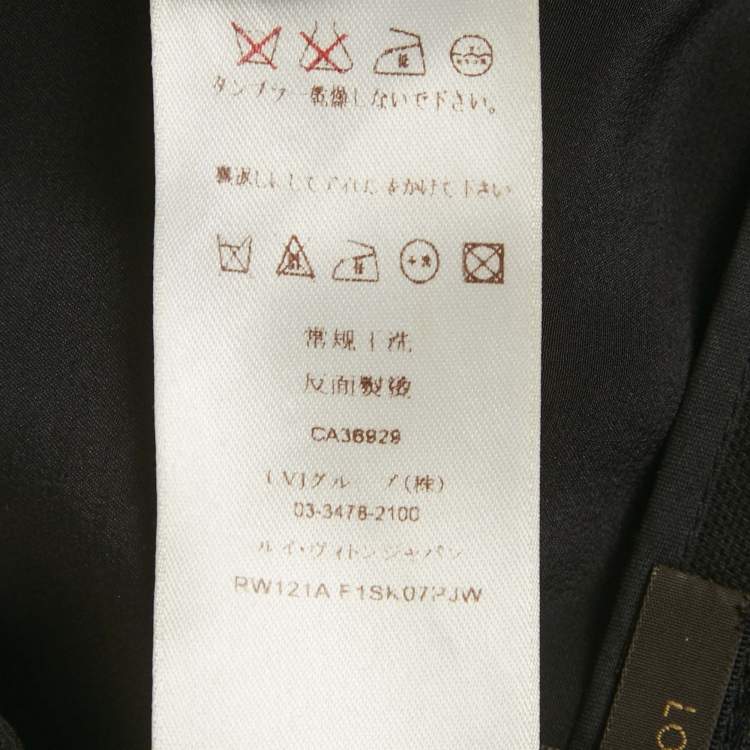 タンブラー乾燥しないで下さい。
裏返しにしてアイロンをかけて下さい
常规干洗
反面熨烫
CA36929
LVJグループ(株)
03-3478-2100
ルイ・ヴィトンジャパン
RW121A F1SK07PJW
LO